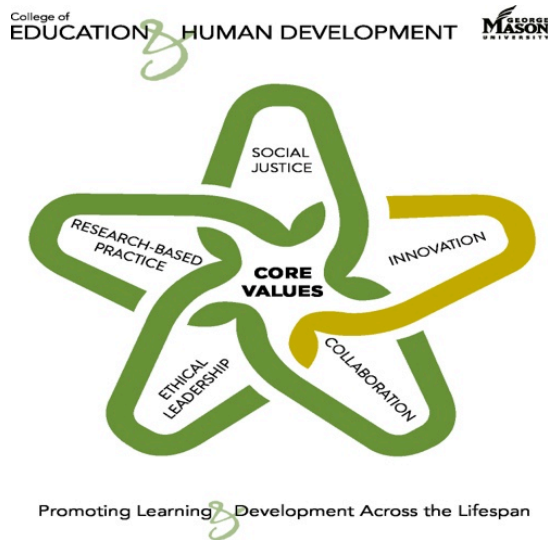 College of
EDUCATION & HUMAN DEVELOPMENT
GEORGE
MASON
UNIVERSITY
SOCIAL
JUSTICE
RESEARCH-BASED
PRACTICE
INNOVATION
CORE
VALUES
ETHICAL
LEADERSHIP
COLLABORATION
Promoting Learning & Development Across the Lifespan